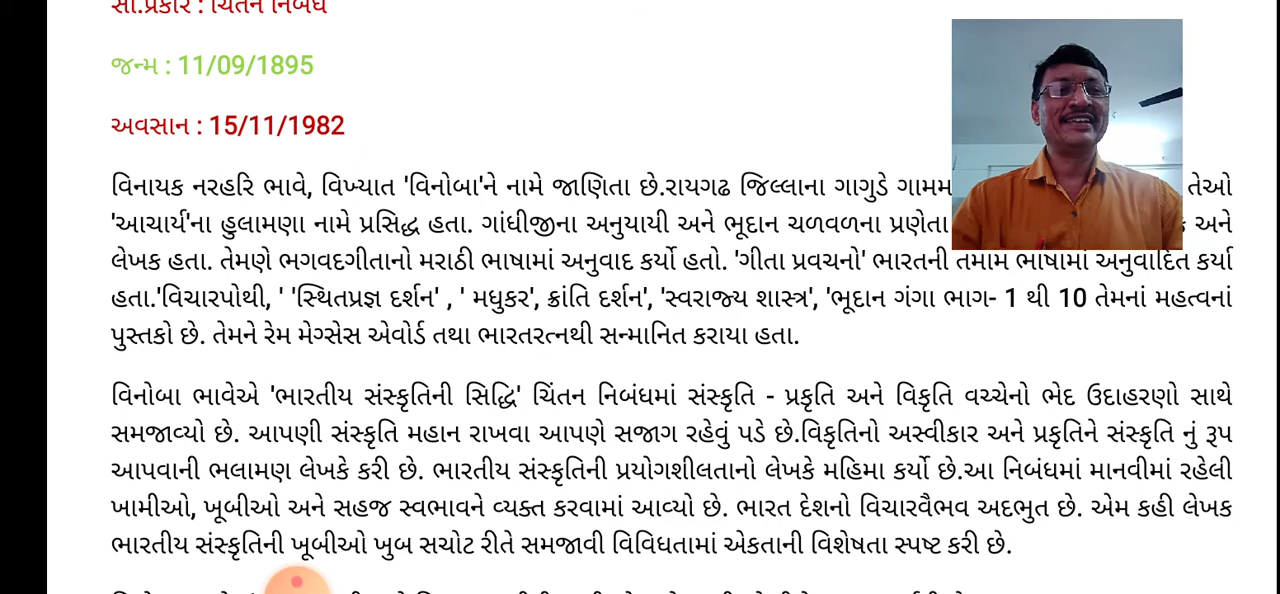 સા.પ્રકાર : ચિંતન નિબંધ
જન્મ : 11/09/1895
અવસાન : 15/11/1982
વિનાયક નરહરિ ભાવે, વિખ્યાત 'વિનોબા'ને નામે જાણિતા છે.રાયગઢ જિલ્લાના ગાગુડે ગામમ તેઓ
'આચાર્ય'ના હુલામણા નામે પ્રસિદ્ધ હતા. ગાંધીજીના અનુયાયી અને ભૂદાન ચળવળના પ્રણેતા અને
લેખક હતા. તેમણે ભગવદગીતાનો મરાઠી ભાષામાં અનુવાદ કર્યો હતો. 'ગીતા પ્રવચનો' ભારતની તમામ ભાષામાં અનુવાદિત કર્યા
હતા.'વિચારપોથી, ' 'સ્થિતપ્રજ્ઞ દર્શન' , ' મધુકર', ક્રાંતિ દર્શન', 'સ્વરાજ્ય શાસ્ત્ર', 'ભૂદાન ગંગા ભાગ- 1 થી 10 તેમનાં મહત્વનાં
પુસ્તકો છે. તેમને રેમ મેગ્સેસ એવોર્ડ તથા ભારતરત્નથી સન્માનિત કરાયા હતા.
વિનોબા ભાવેએ 'ભારતીય સંસ્કૃતિની સિદ્ધિ' ચિંતન નિબંધમાં સંસ્કૃતિ - પ્રકૃતિ અને વિકૃતિ વચ્ચેનો ભેદ ઉદાહરણો સાથે
સમજાવ્યો છે. આપણી સંસ્કૃતિ મહાન રાખવા આપણે સજાગ રહેવું પડે છે.વિકૃતિનો અસ્વીકાર અને પ્રકૃતિને સંસ્કૃતિ નું રૂપ
આપવાની ભલામણ લેખકે કરી છે. ભારતીય સંસ્કૃતિની પ્રયોગશીલતાનો લેખકે મહિમા કર્યો છે.આ નિબંધમાં માનવીમાં રહેલી
ખામીઓ, ખૂબીઓ અને સહજ સ્વભાવને વ્યક્ત કરવામાં આવ્યો છે. ભારત દેશનો વિચારવૈભવ અદભુત છે. એમ કહી લેખક
ભારતીય સંસ્કૃતિની ખૂબીઓ ખુબ સચોટ રીતે સમજાવી વિવિધતામાં એકતાની વિશેષતા સ્પષ્ટ કરી છે.